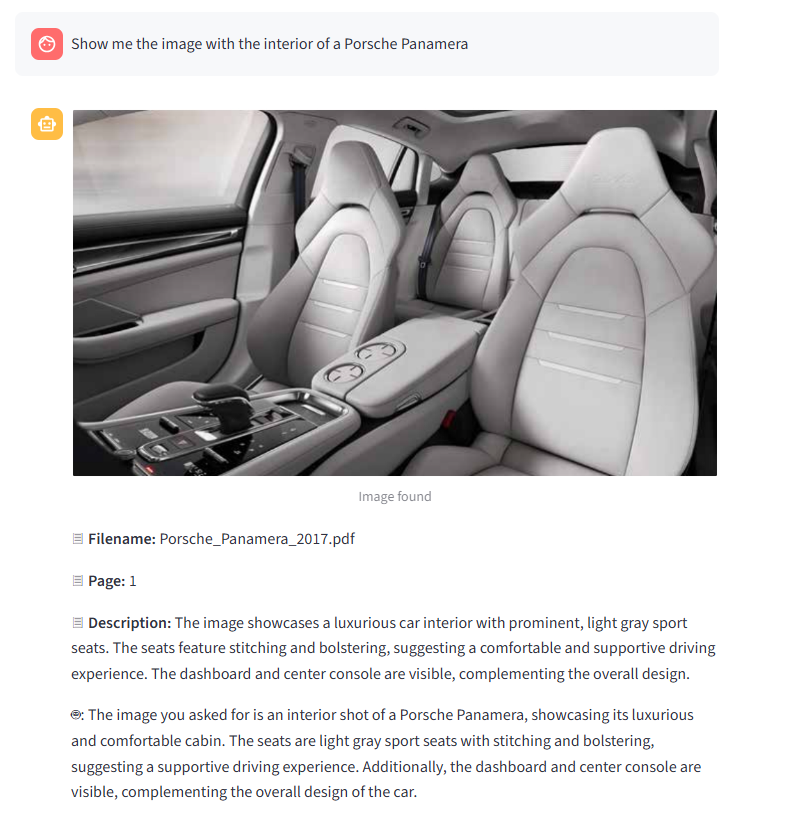 Show me the image with the interior of a Porsche Panamera
Image found
Filename: Porsche_Panamera_2017.pdf
Page: 1
Description: The image showcases a luxurious car interior with prominent, light gray sport
seats. The seats feature stitching and bolstering, suggesting a comfortable and supportive driving
experience. The dashboard and center console are visible, complementing the overall design.
: The image you asked for is an interior shot of a Porsche Panamera, showcasing its luxurious
and comfortable cabin. The seats are light gray sport seats with stitching and bolstering,
suggesting a supportive driving experience. Additionally, the dashboard and center console are
visible, complementing the overall design of the car.